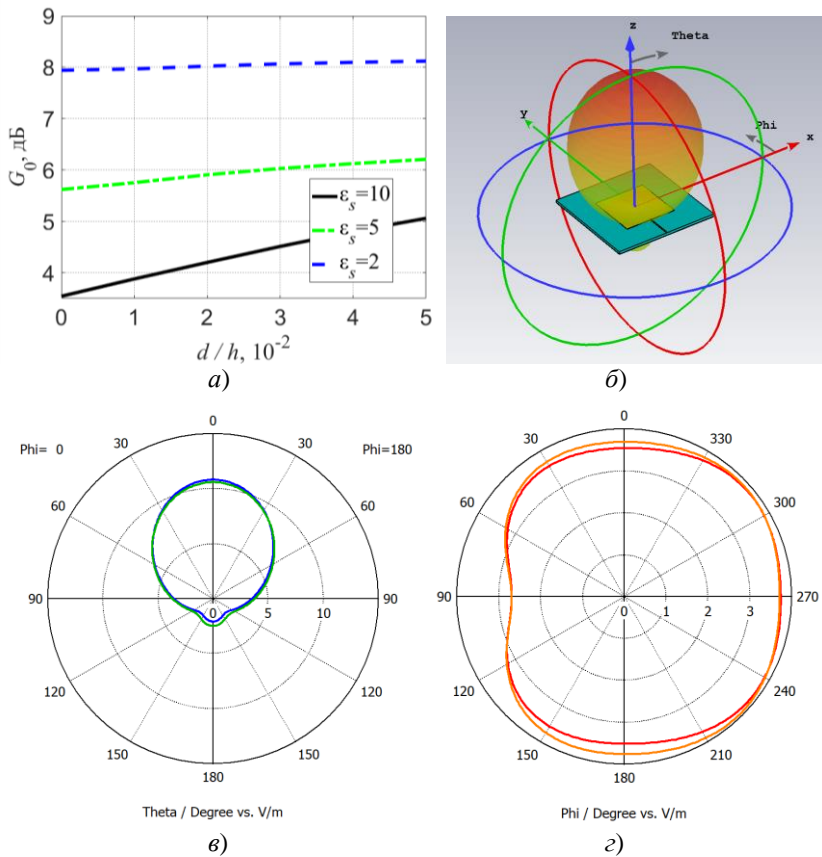 9
8
7
6
5
4
G₀, дБ
εₛ=10
εₛ=5
εₛ=2
0 1 2 3 4 5
d / h, 10⁻²
а)
z
Theta
y
Phi
x
б)
0
Phi= 0 30 30 Phi=180
60 60
90 0 5 10 90
120 120
150 150
180
Theta / Degree vs. V/m
в)
0
30 330
60 300
90 0 1 2 3 270
120 240
150 210
180
Phi / Degree vs. V/m
г)